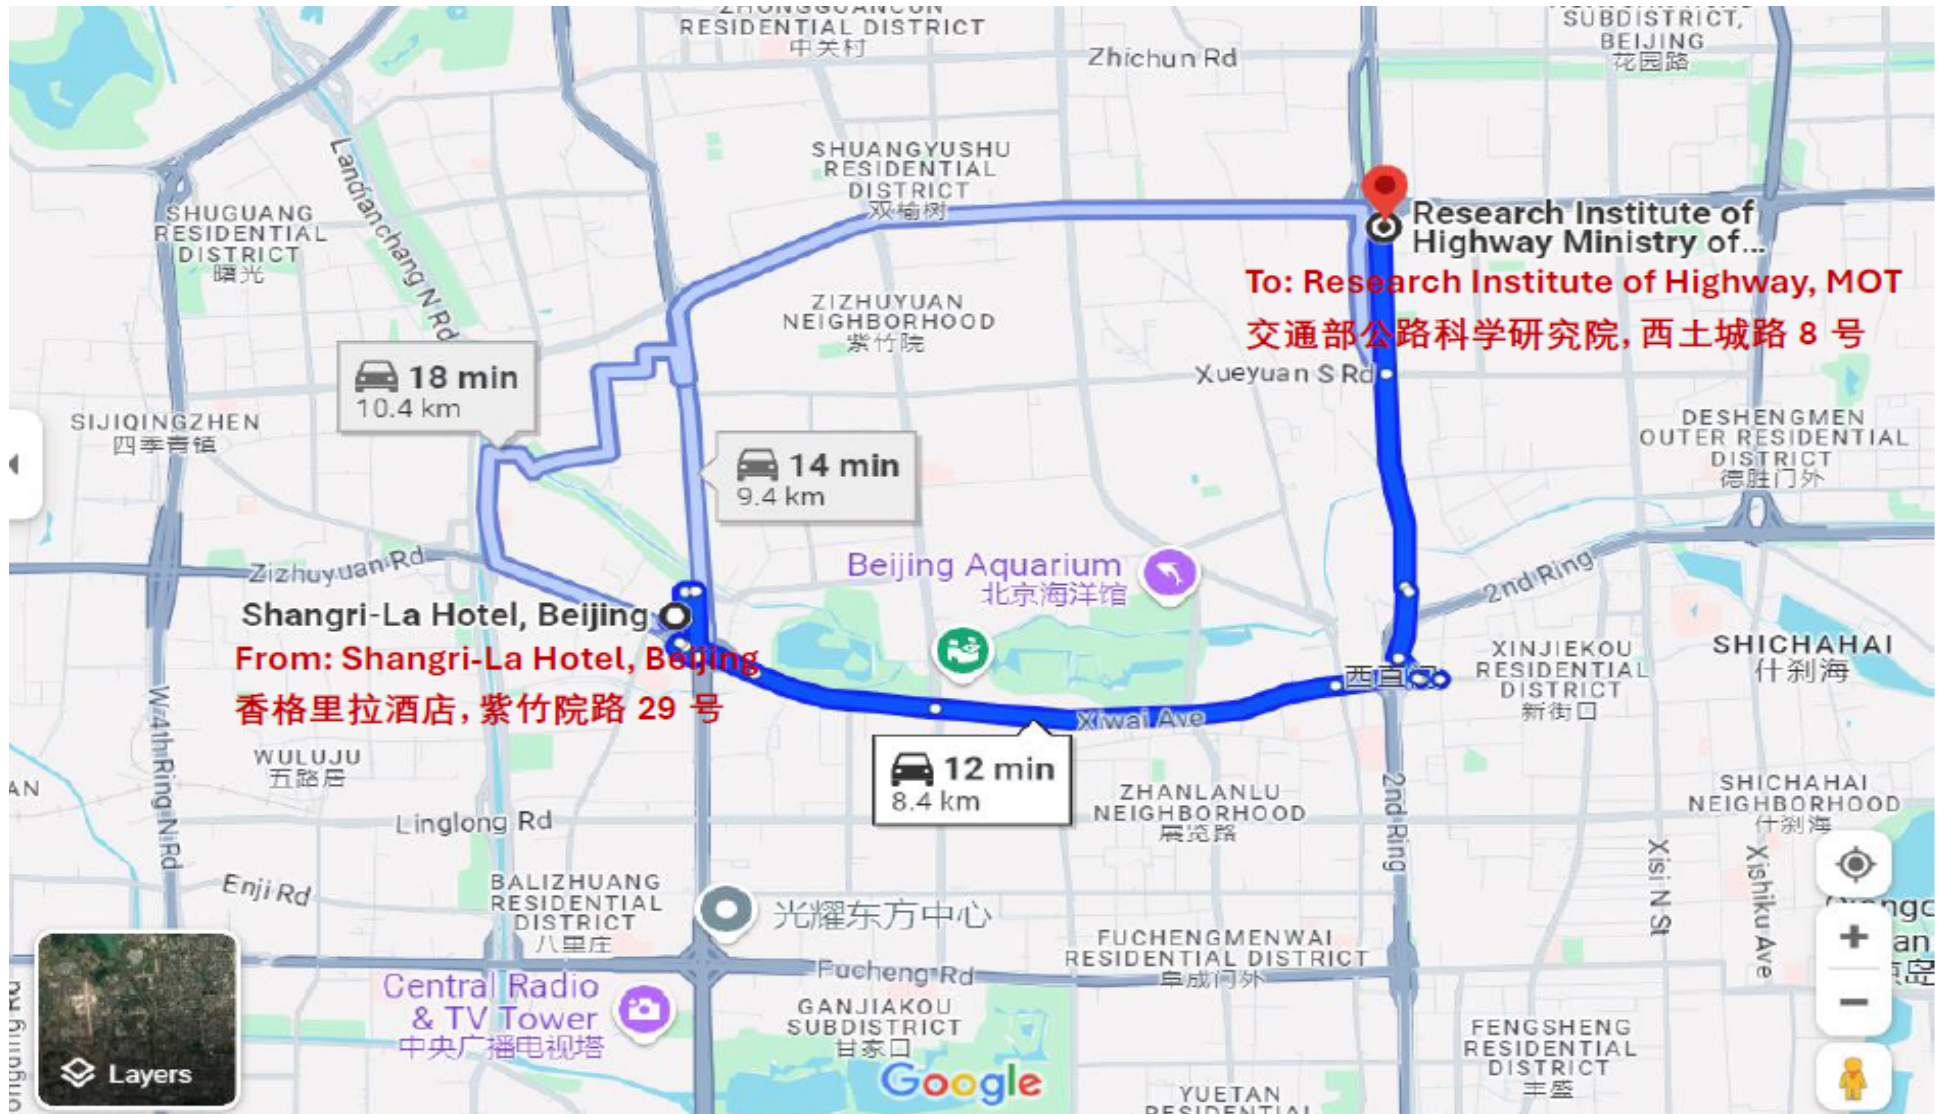 RESIDENTIAL DISTRICT
中关村
Zhichun Rd
SUBDISTRICT,
BEIJING
花园路
Landianchang N Rd
SHUANGYUSHU
RESIDENTIAL
DISTRICT
双榆树
SHUGUANG
RESIDENTIAL
DISTRICT
曙光
Research Institute of
Highway Ministry of...
To: Research Institute of Highway, MOT
交通部公路科学研究院, 西土城路 8 号
ZIZHUYUAN
NEIGHBORHOOD
紫竹院
Xueyuan S Rd
18 min
10.4 km
SIJIQINGZHEN
四季青镇
DESHENGMEN
OUTER RESIDENTIAL
DISTRICT
德胜门外
14 min
9.4 km
Zizhuyuan Rd
Beijing Aquarium
北京海洋馆
2nd Ring
Shangri-La Hotel, Beijing
From: Shangri-La Hotel, Beijing
香格里拉酒店, 紫竹院路 29 号
XINJIEKOU
RESIDENTIAL
DISTRICT
新街口
SHICHAHAI
什刹海
西直门
Xiwai Ave
W 4th Ring N Rd
WULUJU
五路居
12 min
8.4 km
2nd Ring
ZHANLANLU
NEIGHBORHOOD
展览路
SHICHAHAI
NEIGHBORHOOD
什刹海
Linglong Rd
Xisi N St
Xishiku Ave
Enji Rd
BALIZHUANG
RESIDENTIAL
DISTRICT
八里庄
光耀东方中心
FUCHENGMENWAI
RESIDENTIAL DISTRICT
阜成门外
Fucheng Rd
Central Radio
& TV Tower
中央广播电视塔
GANJIAKOU
SUBDISTRICT
甘家口
FENGSHENG
RESIDENTIAL
DISTRICT
丰盛
Layers
Google
YUETAN